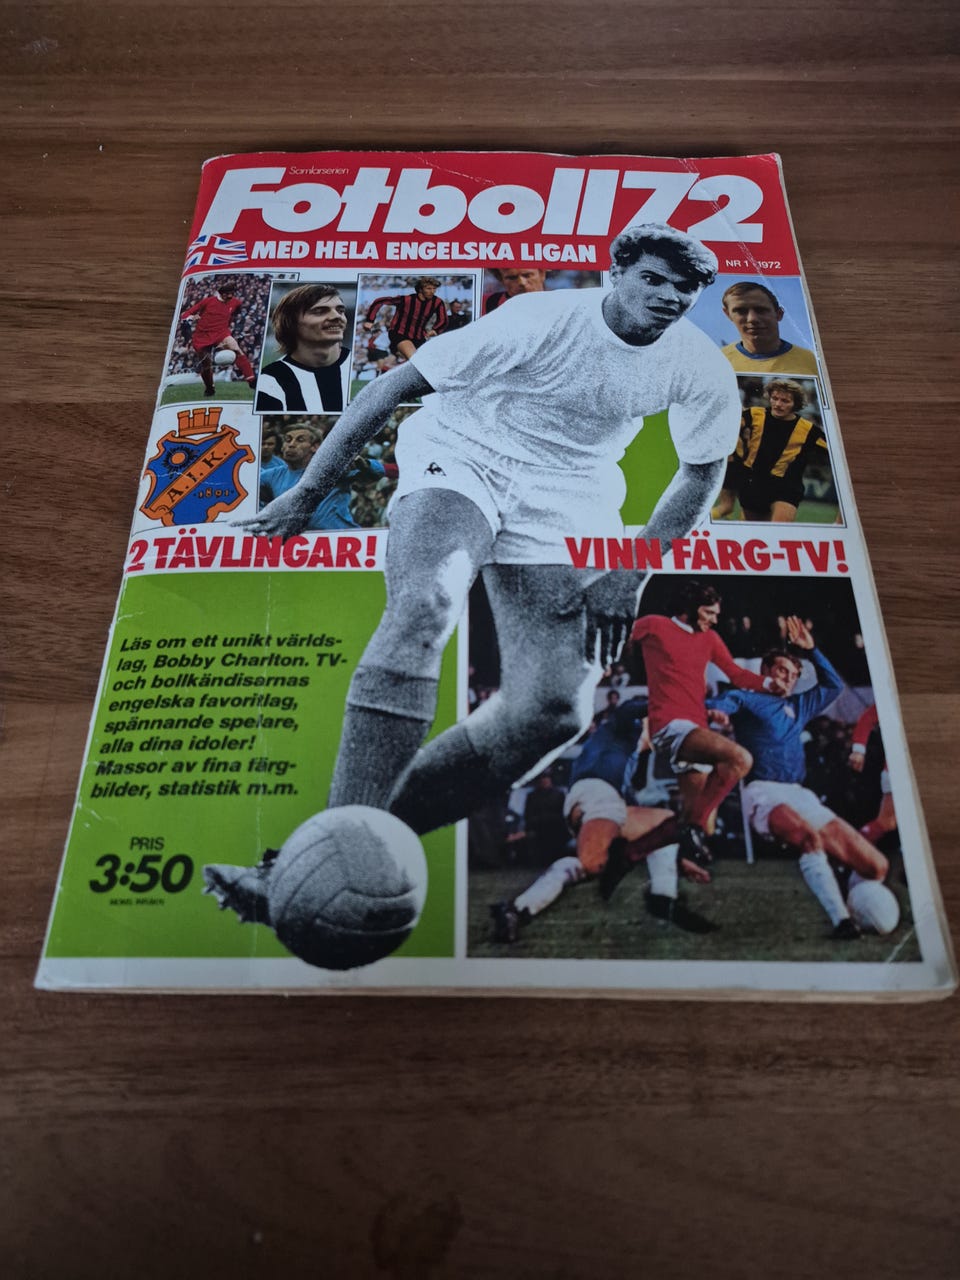 Samlarserien
Fotboll 72
MED HELA ENGELSKA LIGAN
NR 1 1972
A.I.K.
1891
2 TÄVLINGAR!
VINN FÄRG-TV!
Läs om ett unikt världs-
lag, Bobby Charlton. TV-
och bollkändisarnas
engelska favoritlag,
spännande spelare,
alla dina idoler!
Massor av fina färg-
bilder, statistik m.m.
PRIS
3:50